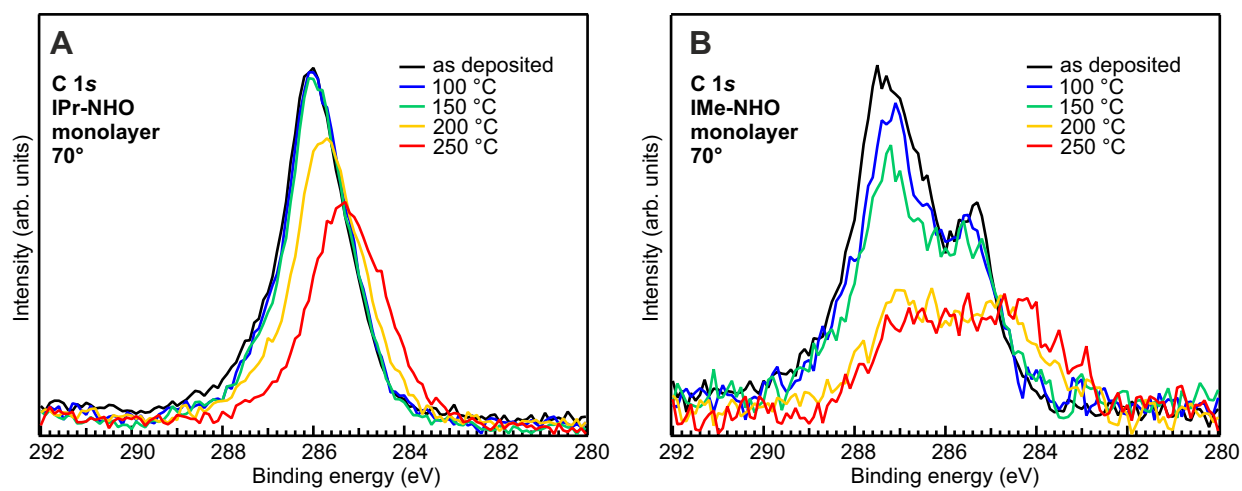 A
C 1s
IPr-NHO
monolayer
70°
as deposited
100 °C
150 °C
200 °C
250 °C
Intensity (arb. units)
292 290 288 286 284 282 280
Binding energy (eV)
B
C 1s
IMe-NHO
monolayer
70°
as deposited
100 °C
150 °C
200 °C
250 °C
Intensity (arb. units)
292 290 288 286 284 282 280
Binding energy (eV)